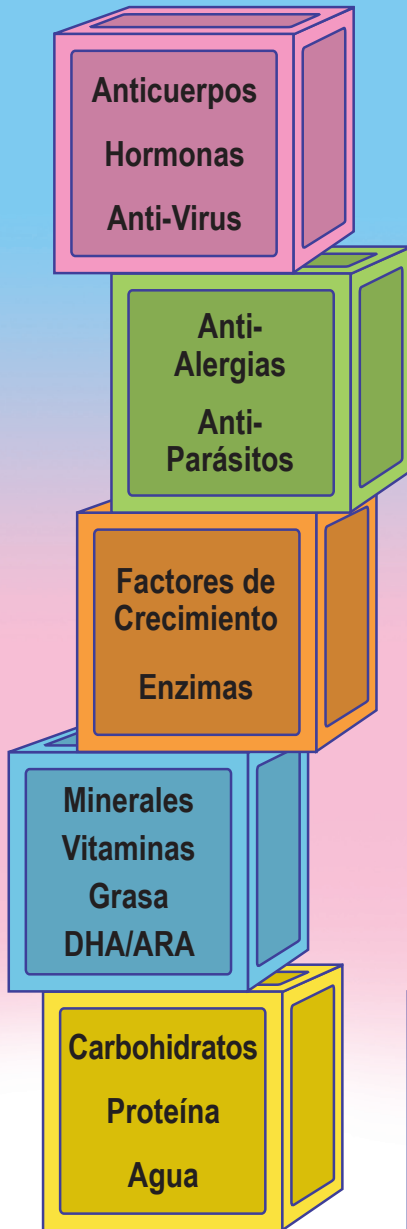 Anticuerpos
Hormonas
Anti-Virus
Anti-
Alergias
Anti-
Parásitos
Factores de
Crecimiento
Enzimas
Minerales
Vitaminas
Grasa
DHA/ARA
Carbohidratos
Proteína
Agua